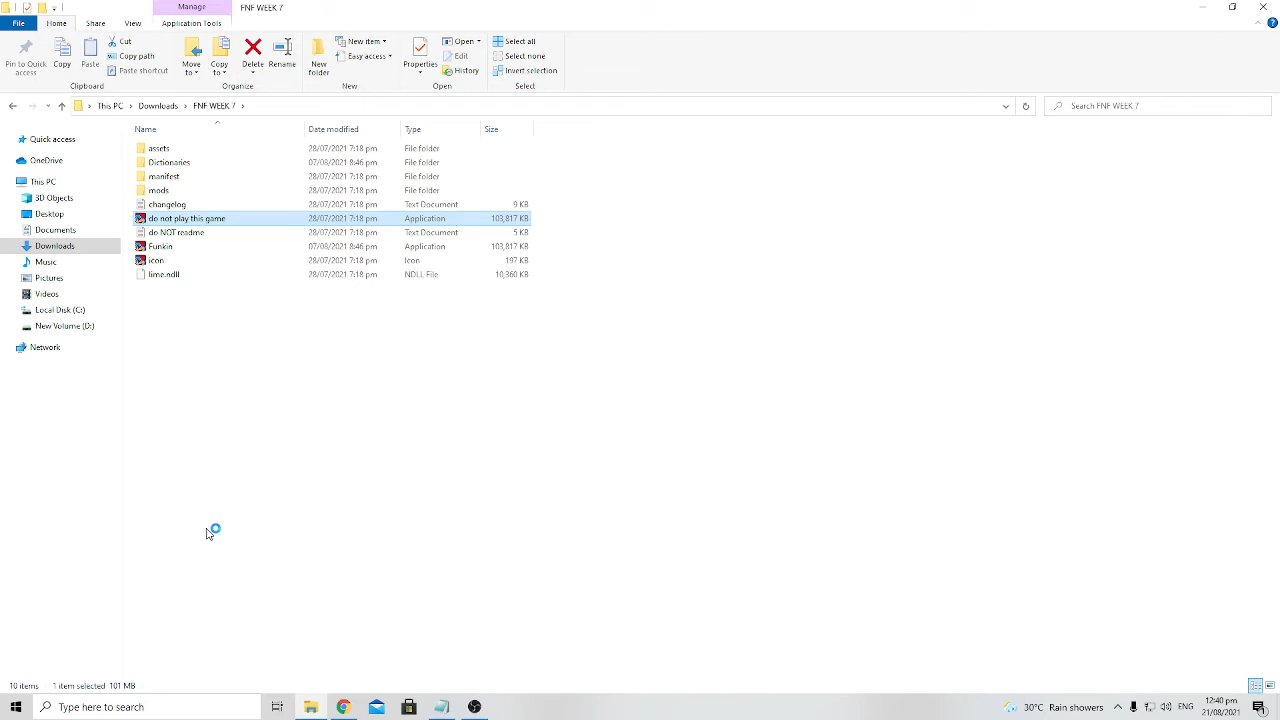 Manage
FNF WEEK 7
File
Home
Share
View
Application Tools
Pin to Quick access
Copy
Paste
Cut
Copy path
Paste shortcut
Clipboard
Move to
Copy to
Delete
Rename
Organize
New folder
New item
Easy access
New
Properties
Open
Edit
History
Open
Select all
Select none
Invert selection
Select
This PC > Downloads > FNF WEEK 7 >
Search FNF WEEK 7
Name Date modified Type Size
Quick access
OneDrive
This PC
3D Objects
Desktop
Documents
Downloads
Music
Pictures
Videos
Local Disk (C:)
New Volume (D:)
Network
assets 28/07/2021 7:18 pm File folder
Dictionaries 07/08/2021 8:46 pm File folder
manifest 28/07/2021 7:18 pm File folder
mods 28/07/2021 7:18 pm File folder
changelog 28/07/2021 7:18 pm Text Document 9 KB
do not play this game 28/07/2021 7:18 pm Application 103,817 KB
do NOT readme 28/07/2021 7:18 pm Text Document 5 KB
Funkin 07/08/2021 8:46 pm Application 103,817 KB
icon 28/07/2021 7:18 pm Icon 197 KB
lime.ndll 28/07/2021 7:18 pm NDLL File 10,360 KB
10 items 1 item selected 101 MB
Type here to search
30°C Rain showers
ENG
12:40 pm
21/08/2021